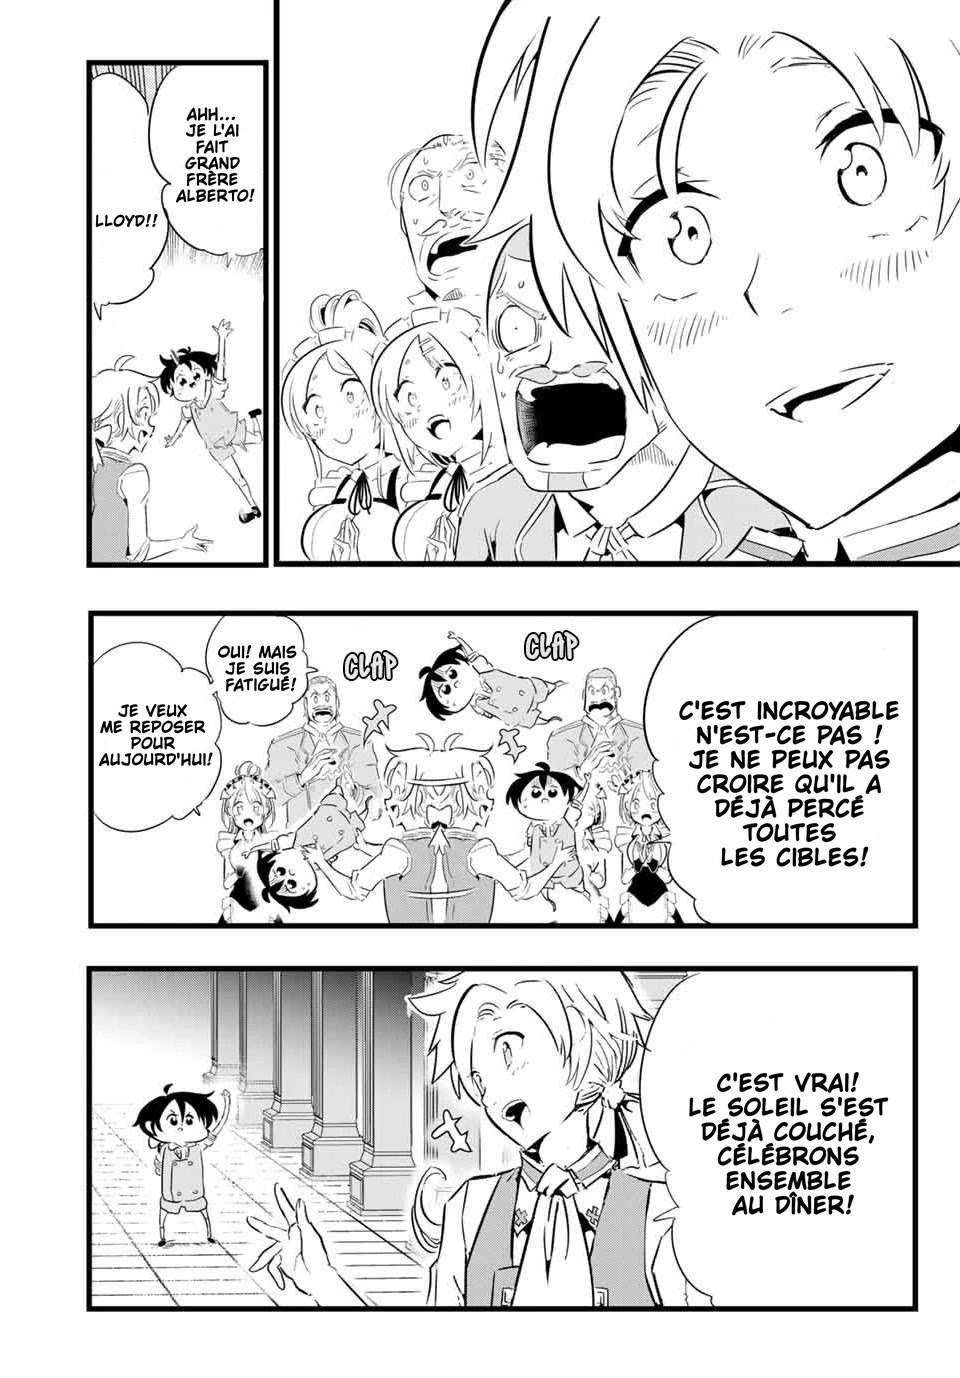 AHH...
JE L'AI
FAIT
GRAND
FRÈRE
ALBERTO!
LLOYD!!
C'EST INCROYABLE
N'EST-CE PAS !
JE NE PEUX PAS
CROIRE QU'IL A
DÉJÀ PERCÉ
TOUTES
LES CIBLES!
CLAP
CLAP
OUI! MAIS
JE SUIS
FATIGUÉ!
JE VEUX
ME REPOSER
POUR
AUJOURD'HUI!
C'EST VRAI!
LE SOLEIL S'EST
DÉJÀ COUCHÉ,
CÉLÉBRONS
ENSEMBLE
AU DÎNER!